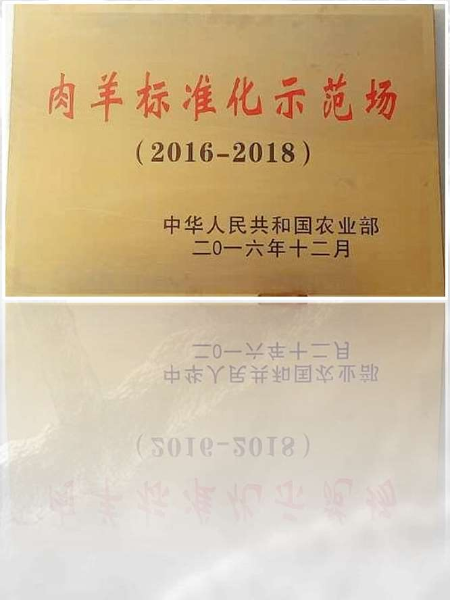 肉羊标准化示范场
(2016-2018)
中华人民共和国农业部
二〇一六年十二月